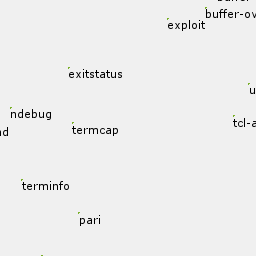 buffer-ov
exploit
exitstatus
u
ndebug
tcl-a
termcap
terminfo
pari